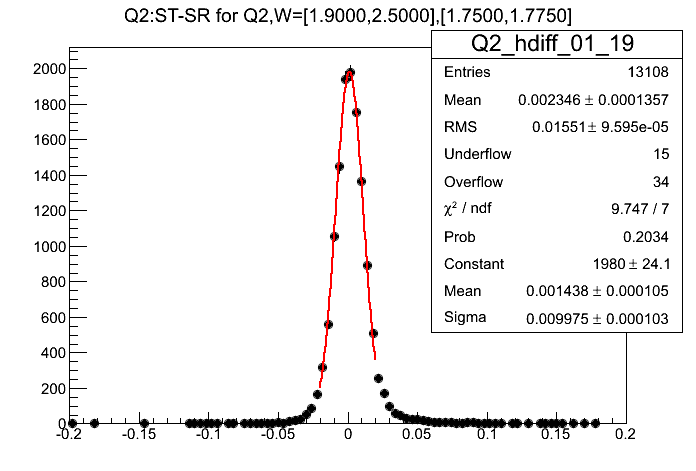 Q2:ST-SR for Q2,W=[1.9000,2.5000],[1.7500,1.7750]
Q2_hdiff_01_19
Entries 13108
Mean 0.002346 ± 0.0001357
RMS 0.01551 ± 9.595e-05
Underflow 15
Overflow 34
χ² / ndf 9.747 / 7
Prob 0.2034
Constant 1980 ± 24.1
Mean 0.001438 ± 0.000105
Sigma 0.009975 ± 0.000103
2000
1800
1600
1400
1200
1000
800
600
400
200
0
-0.2 -0.15 -0.1 -0.05 0 0.05 0.1 0.15 0.2